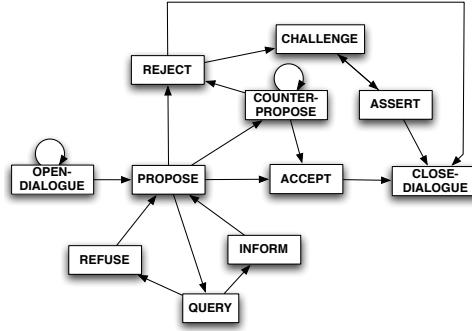 CHALLENGE
REJECT
COUNTER-
PROPOSE
ASSERT
OPEN-
DIALOGUE
PROPOSE
ACCEPT
CLOSE-
DIALOGUE
REFUSE
INFORM
QUERY